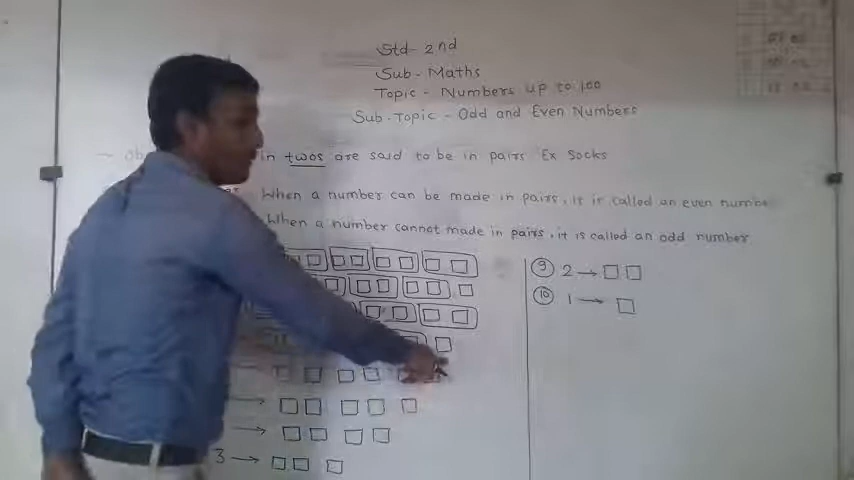 Std - 2nd
Sub - Maths
Topic - Numbers up to 100
Sub-Topic - Odd and Even Numbers
in twos are said to be in pairs Ex Socks
When a number can be made in pairs, it is called an even numbe
When a number cannot made in pairs, it is called an odd number
⑨ 2 →
⑩ 1 →
3 →